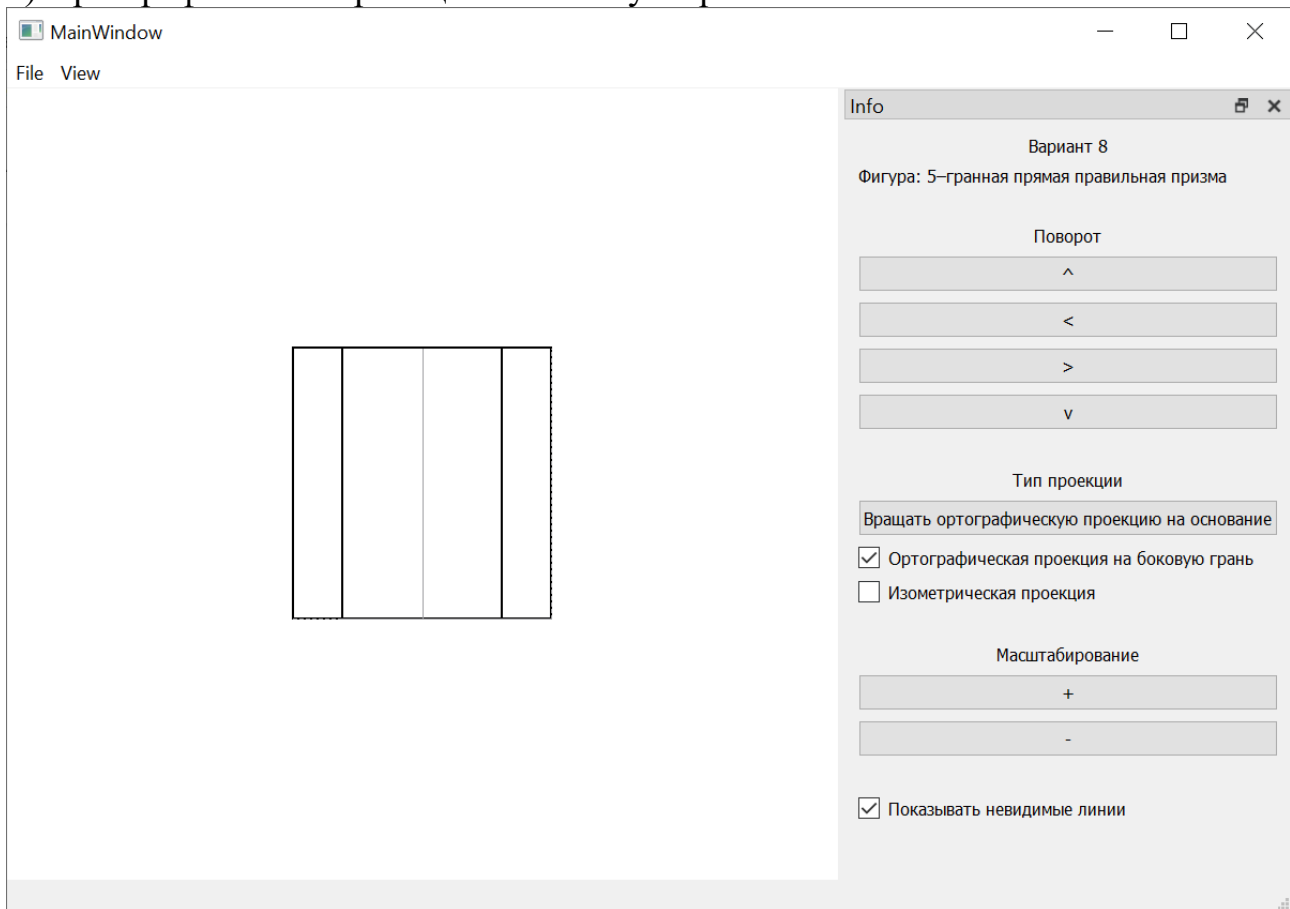 MainWindow
File View
Info
Вариант 8
Фигура: 5–гранная прямая правильная призма
Поворот
^
<
>
v
Тип проекции
Вращать ортографическую проекцию на основание
Ортографическая проекция на боковую грань
Изометрическая проекция
Масштабирование
+
-
Показывать невидимые линии